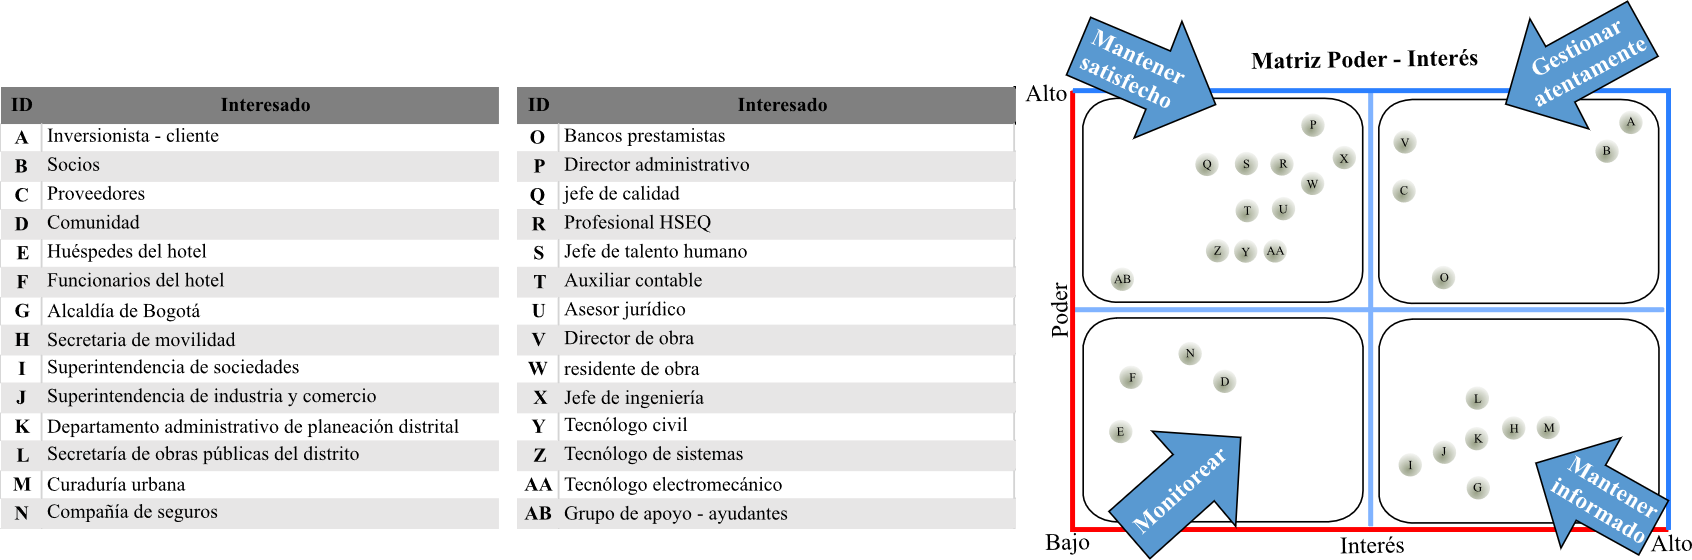 ID Interesado
A Inversionista - cliente
B Socios
C Proveedores
D Comunidad
E Huéspedes del hotel
F Funcionarios del hotel
G Alcaldía de Bogotá
H Secretaria de movilidad
I Superintendencia de sociedades
J Superintendencia de industria y comercio
K Departamento administrativo de planeación distrital
L Secretaría de obras públicas del distrito
M Curaduría urbana
N Compañía de seguros
ID Interesado
O Bancos prestamistas
P Director administrativo
Q jefe de calidad
R Profesional HSEQ
S Jefe de talento humano
T Auxiliar contable
U Asesor jurídico
V Director de obra
W residente de obra
X Jefe de ingeniería
Y Tecnólogo civil
Z Tecnólogo de sistemas
AA Tecnólogo electromecánico
AB Grupo de apoyo - ayudantes
Matriz Poder - Interés
Mantener
satisfecho
Gestionar
atentamente
Alto
P
Q S R X
W
T U
Z Y AA
AB
A
V B
C
O
Poder
N
F D
E
L
K H M
J
I
G
Monitorear
Mantener
informado
Bajo Interés Alto